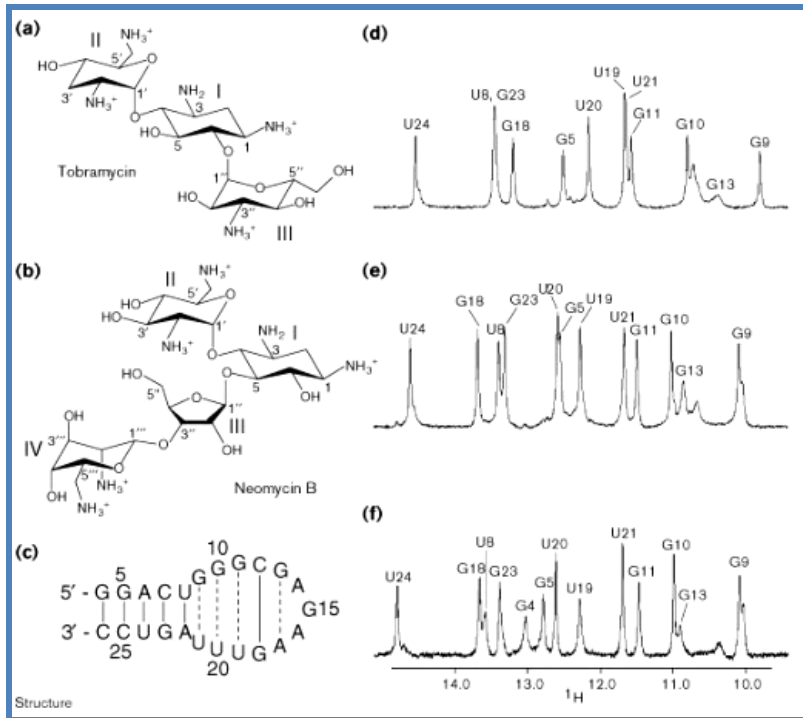 (a)
II
NH₃⁺
HO
5'
O
3'
NH₃⁺
1'
O
NH₂
I
3
NH₃⁺
HO
5
1
O
Tobramycin
1''
O
5''
OH
HO
3''
OH
NH₃⁺
III
(b)
II
NH₃⁺
HO
5'
O
HO
3'
NH₃⁺
1'
O
NH₂
I
3
NH₃⁺
HO
5
1
O
OH
5''
O
1''
III
3''
OH
OH
IV
3'''
1'''
O
O
5'''
NH₃⁺
OH
NH₃⁺
Neomycin B
(c)
5 10
5' - G G A C U G G G C G A
G15
3' - C C U G A U U U G A A
25 20
Structure
(d)
U24 U8 G23 G18 G5 U20 U19 U21 G11 G10 G13 G9
(e)
U24 G18 U8 G23 U20 G5 U19 U21 G11 G10 G13 G9
(f)
U24 G18 U8 G23 G4 G5 U20 U19 U21 G11 G10 G13 G9
14.0 13.0 12.0 11.0 10.0
¹H